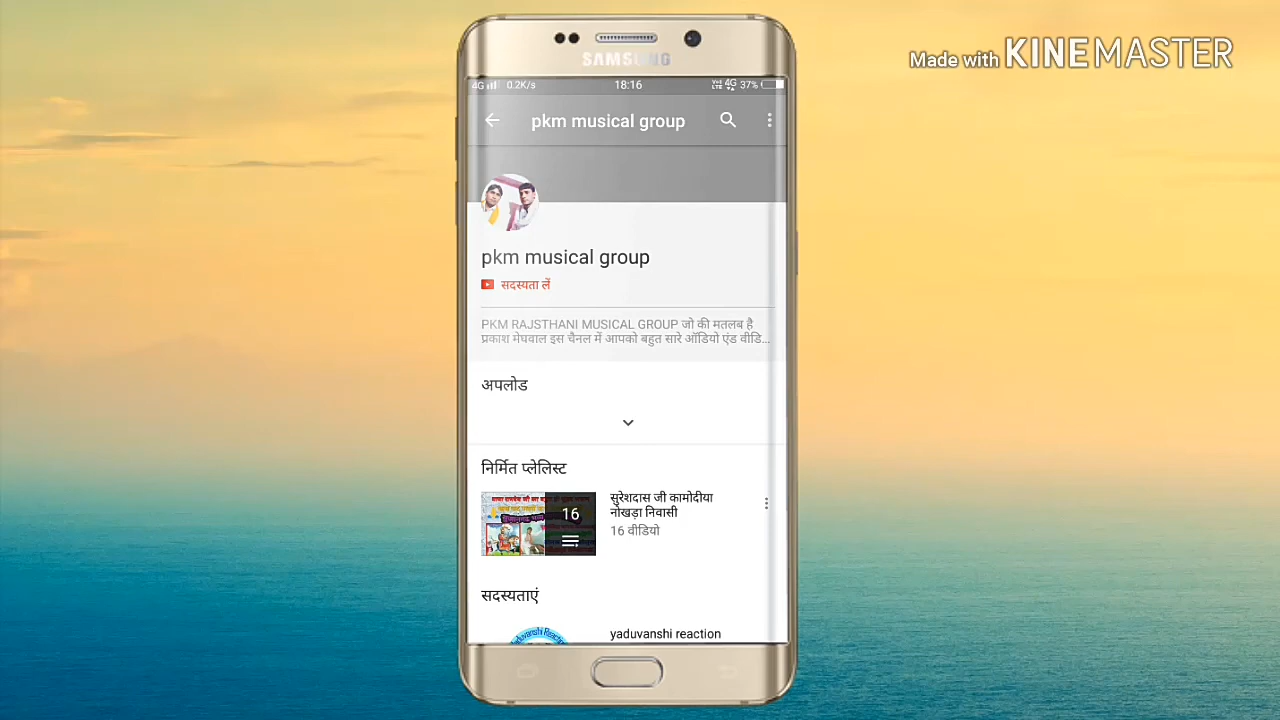 Made with KINEMASTER
SAMSUNG
4G 0.2K/s 18:16 4G 37%
pkm musical group
pkm musical group
सदस्यता लें
PKM RAJSTHANI MUSICAL GROUP जो की मतलब है
प्रकाश मेघवाल इस चैनल में आपको बहुत सारे ऑडियो एंड वीडि...
अपलोड
निर्मित प्लेलिस्ट
सुरेशदास जी कामोदीया
नोखड़ा निवासी
16
16 वीडियो
सदस्यताएं
yaduvanshi reaction